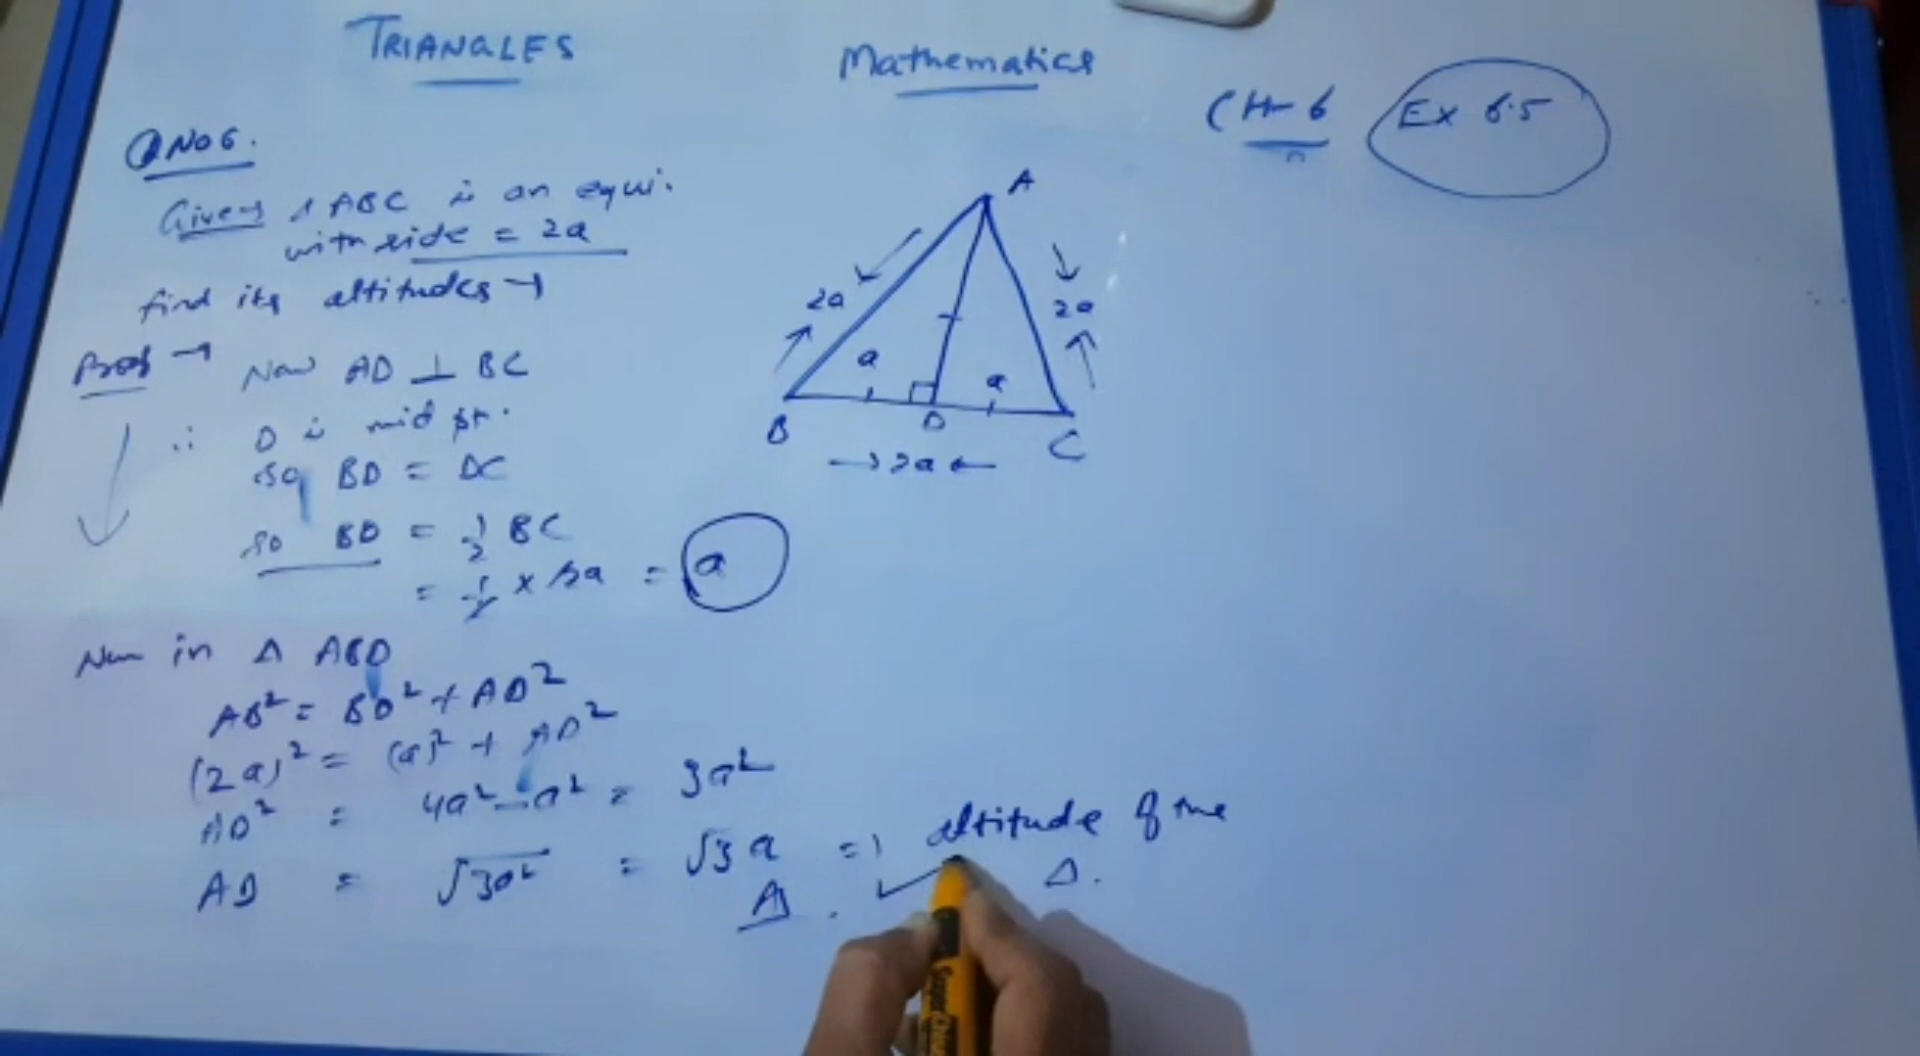 TRIANGLES
Mathematics
CH-6 Ex 6.5
QNo6.
Given Δ ABC is an equi.
with side = 2a
find its altitudes →
Proof → Now AD ⊥ BC
∴ D is mid pt.
so BD = DC
so BD = 1/2 BC
= 1/2 × 2a = a
Now in Δ ABD
AB² = BD² + AD²
(2a)² = (a)² + AD²
AD² = 4a² - a² = 3a²
AD = √3a² = √3 a => altitude of the
Δ.
A
2a
2a
a
a
B
D
C
→ 2a ←